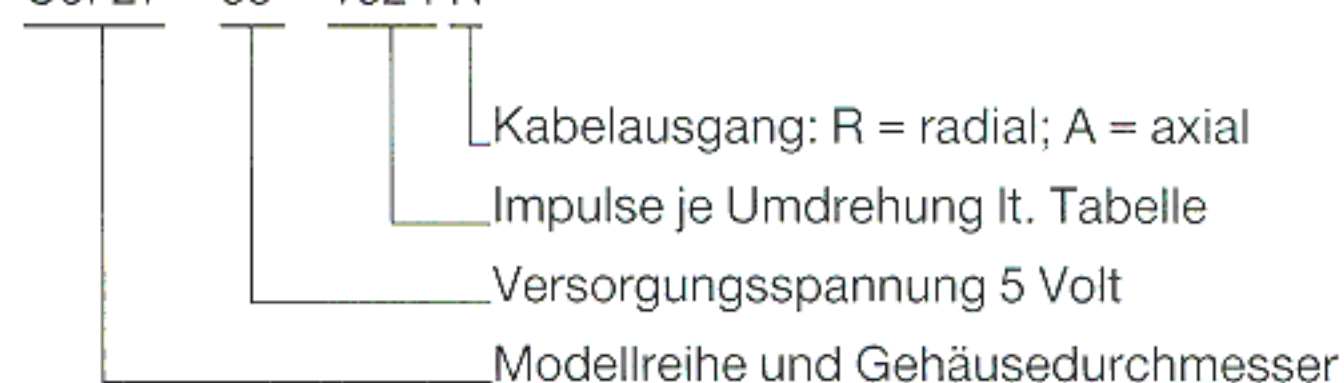 Kabelausgang: R = radial; A = axial
Impulse je Umdrehung lt. Tabelle
Versorgungsspannung 5 Volt
Modellreihe und Gehäusedurchmesser